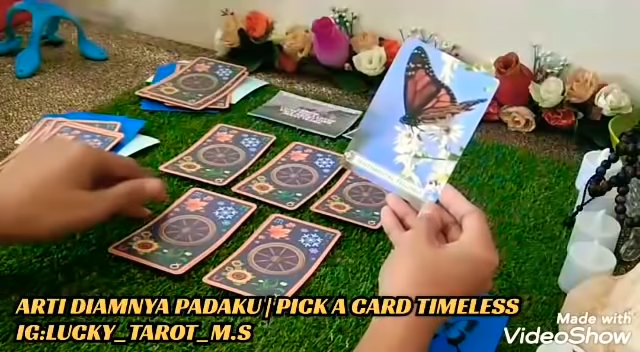 ARTI DIAMNYA PADAKU | PICK A CARD TIMELESS
IG:LUCKY_TAROT_M.S
Made with
VideoShow